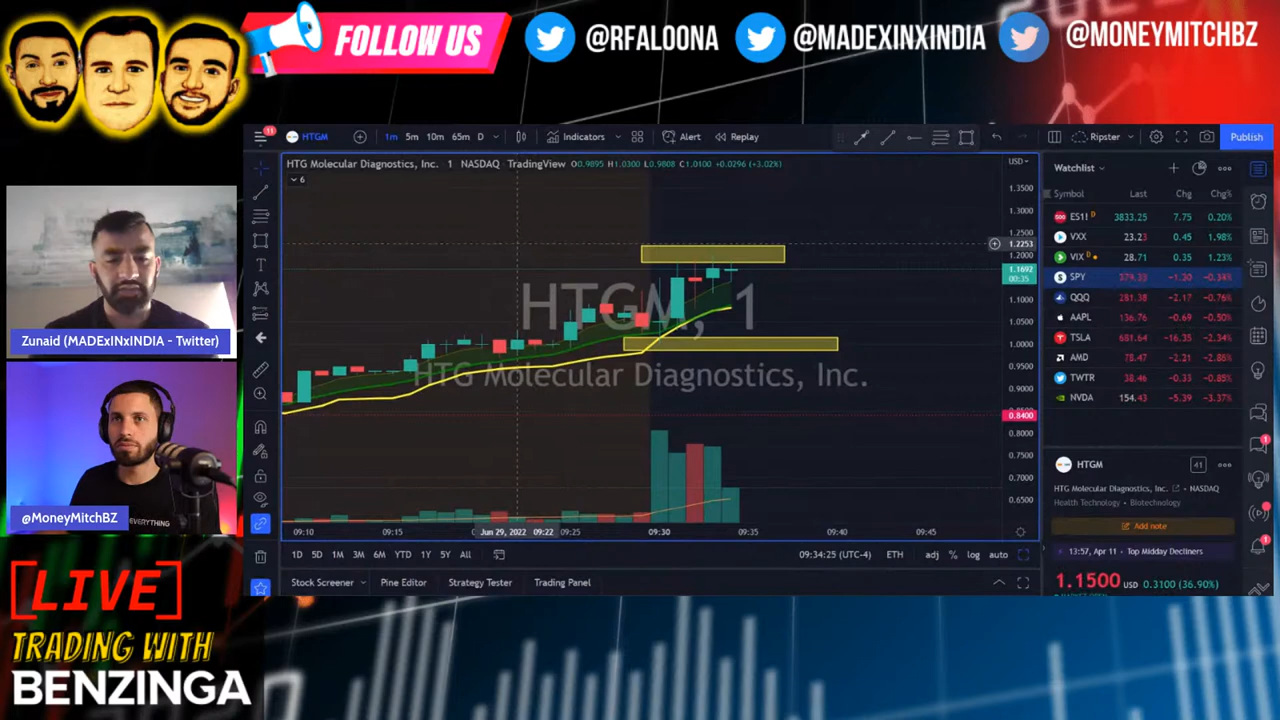 FOLLOW US
@RFALOONA
@MADEXINXINDIA
@MONEYMITCHBZ
HTGM
1m 5m 10m 65m D
Indicators
Alert
Replay
Ripster
Publish
HTG Molecular Diagnostics, Inc. 1 NASDAQ TradingView O0.9895 H1.0300 L0.9808 C1.0100 +0.0296 (+3.02%)
6
USD
1.3500
1.3000
1.2500
1.2253
1.2000
1.1692
00:35
1.1000
1.0500
1.0000
0.9500
0.9000
0.8400
0.8000
0.7500
0.7000
0.6500
HTGM, 1
HTG Molecular Diagnostics, Inc.
09:10 09:15 Jun 29, 2022 09:22 09:25 09:30 09:35 09:40 09:45
1D 5D 1M 3M 6M YTD 1Y 5Y All
09:34:25 (UTC-4) ETH adj % log auto
Stock Screener Pine Editor Strategy Tester Trading Panel
Watchlist
Symbol Last Chg Chg%
ES1! D 3833.25 7.75 0.20%
VXX 23.23 0.45 1.98%
VIX D 28.71 0.35 1.23%
SPY 379.33 -1.30 -0.34%
QQQ 281.38 -2.17 -0.76%
AAPL 136.76 -0.69 -0.50%
TSLA 681.64 -16.35 -2.34%
AMD 78.47 -2.21 -2.86%
TWTR 38.46 -0.33 -0.85%
NVDA 154.43 -5.39 -3.37%
HTGM
41
HTG Molecular Diagnostics, Inc. NASDAQ
Health Technology • Biotechnology
Add note
13:57, Apr 11 • Top Midday Decliners
1.1500 USD 0.3100 (36.90%)
Zunaid (MADExINxINDIA - Twitter)
EVERYTHING
@MoneyMitchBZ
[LIVE]
TRADING WITH
BENZINGA